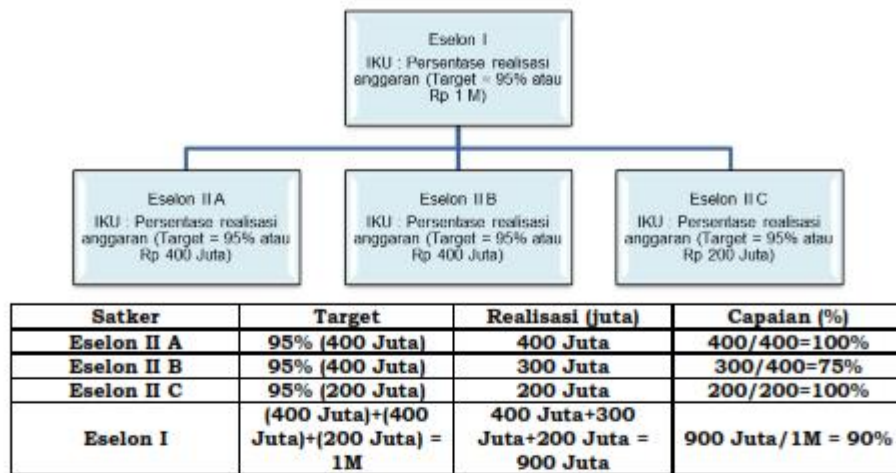 Eselon I
IKU : Persentase realisasi
anggaran (Target = 95% atau
Rp 1 M)
Eselon II A
IKU : Persentase realisasi
anggaran (Target = 95% atau
Rp 400 Juta)
Eselon II B
IKU : Persentase realisasi
anggaran (Target = 95% atau
Rp 400 Juta)
Eselon II C
IKU : Persentase realisasi
anggaran (Target = 95% atau
Rp 200 Juta)
Satker Target Realisasi (juta) Capaian (%)
Eselon II A 95% (400 Juta) 400 Juta 400/400=100%
Eselon II B 95% (400 Juta) 300 Juta 300/400=75%
Eselon II C 95% (200 Juta) 200 Juta 200/200=100%
Eselon I
(400 Juta)+(400
Juta)+(200 Juta) =
1M
400 Juta+300
Juta+200 Juta =
900 Juta
900 Juta/1M = 90%